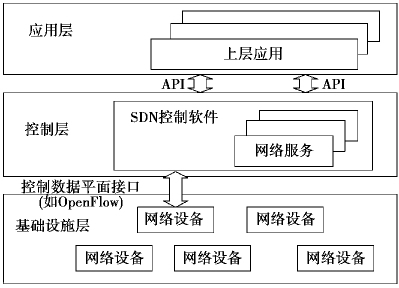 应用层
上层应用
API
API
控制层
SDN控制软件
网络服务
控制数据平面接口
(如OpenFlow)
基础设施层
网络设备
网络设备
网络设备
网络设备
网络设备